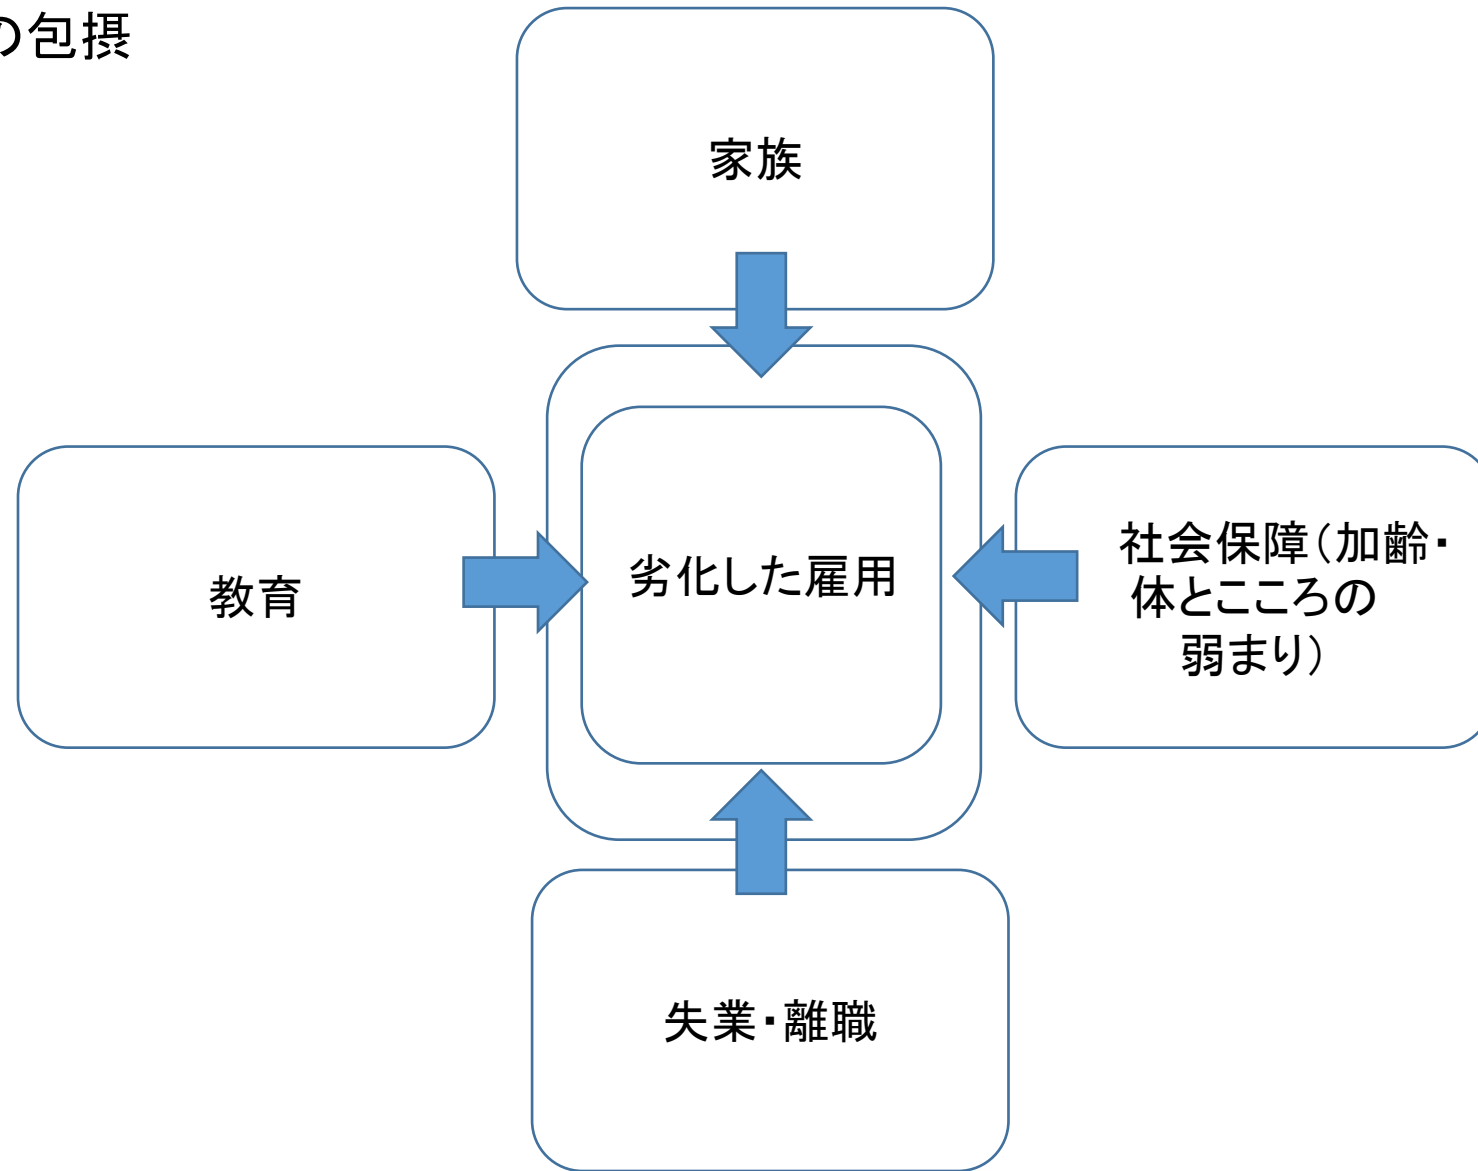 の包摂
家族
劣化した雇用
教育
社会保障（加齢・
体とこころの
弱まり）
失業・離職